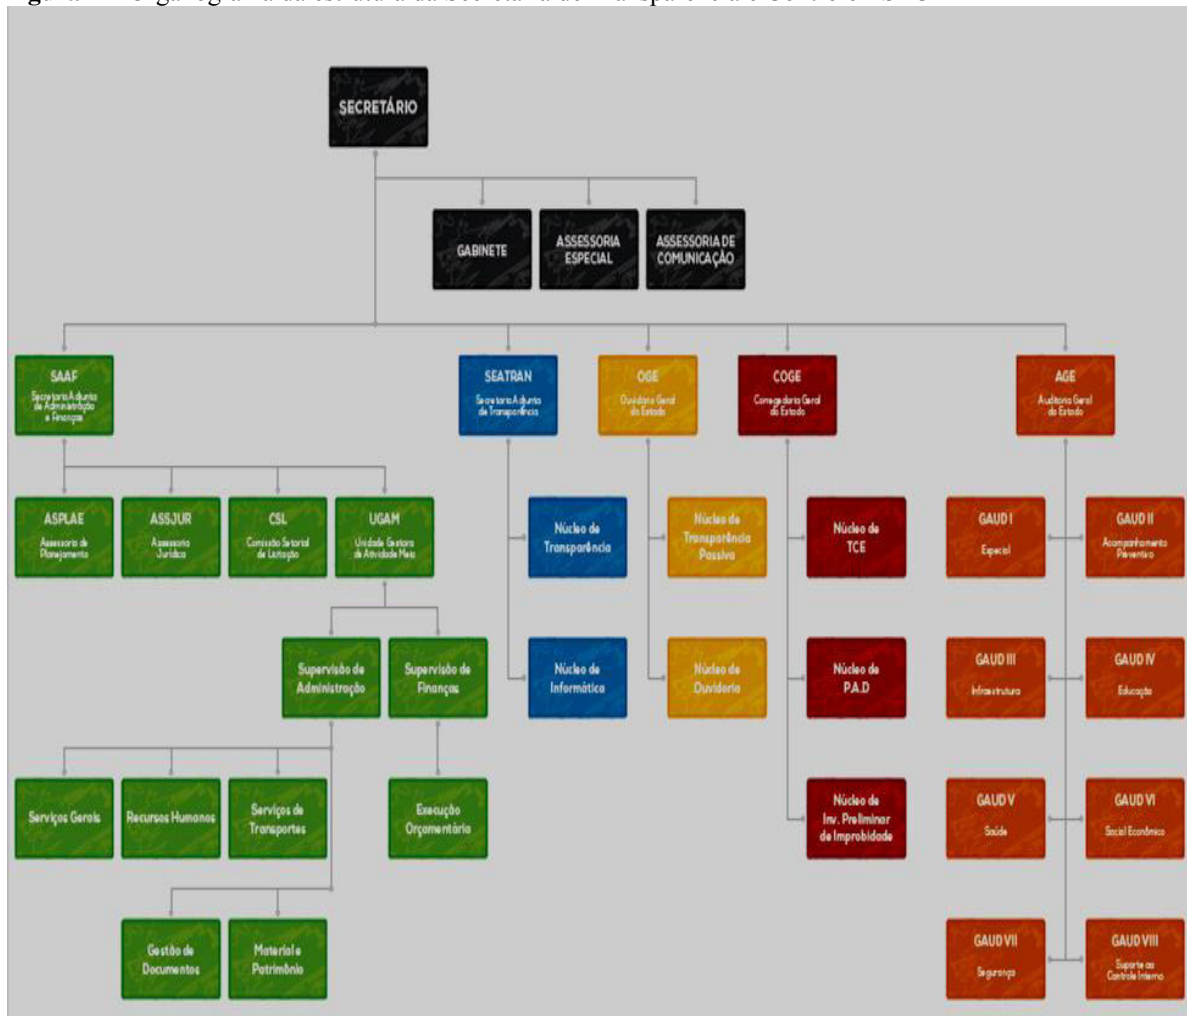 SECRETÁRIO
GABINETE
ASSESSORIA
ESPECIAL
ASSESSORIA DE
COMUNICAÇÃO
SAAF
Secretaria Adjunta
de Administração
e Finanças
SEATRAN
Secretaria Adjunta
de Transparência
OGE
Ouvidoria Geral
do Estado
COGE
Corregedoria Geral
do Estado
AGE
Auditoria Geral
do Estado
ASPLAE
Assessoria de
Planejamento
ASSJUR
Assessoria
Jurídica
CSL
Comissão Setorial
de Licitação
UGAM
Unidade Gestora
de Atividade Meio
Núcleo de
Transparência
Núcleo de
Transparência
Passiva
Núcleo de
TCE
GAUD I
Especial
GAUD II
Acompanhamento
Preventivo
Supervisão de
Administração
Supervisão de
Finanças
Núcleo de
Informática
Núcleo de
Ouvidoria
Núcleo de
P.A.D
GAUD III
Infraestrutura
GAUD IV
Educação
Serviços Gerais
Recursos Humanos
Serviços de
Transportes
Execução
Orçamentária
Núcleo de
Inv. Preliminar
de Improbidade
GAUD V
Saúde
GAUD VI
Social Econômico
Gestão de
Documentos
Material e
Patrimônio
GAUD VII
Segurança
GAUD VIII
Suporte ao
Controle Interno